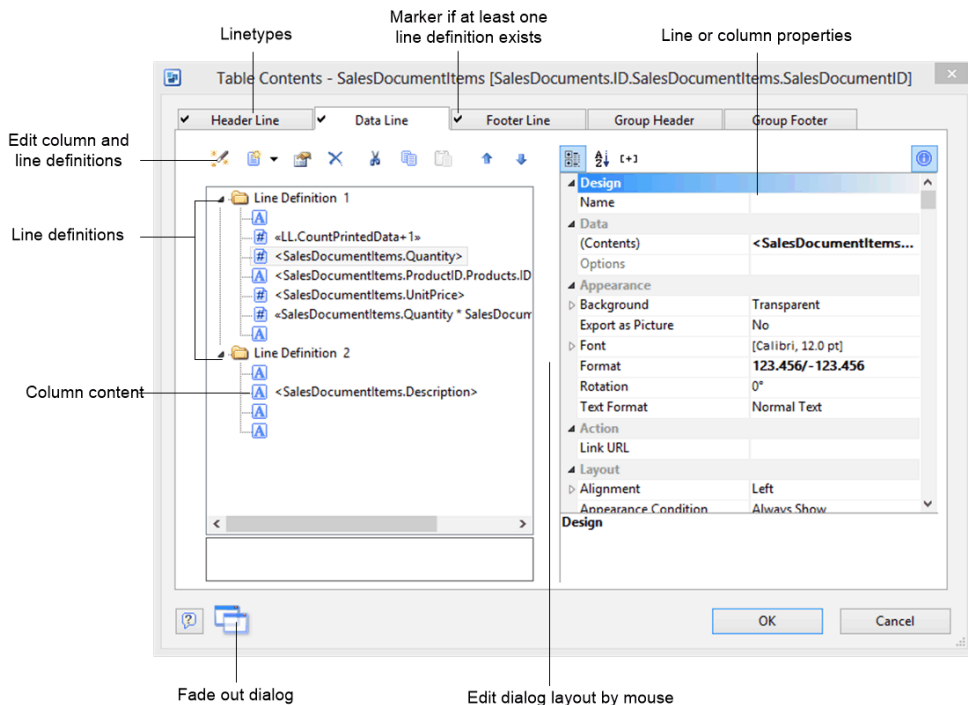 Marker if at least one
line definition exists
Linetypes
Line or column properties
Table Contents - SalesDocumentItems [SalesDocuments.ID.SalesDocumentItems.SalesDocumentID]
Header Line
Data Line
Footer Line
Group Header
Group Footer
Edit column and
line definitions
Line definitions
Column content
Line Definition 1
«LL.CountPrintedData+1»
<SalesDocumentItems.Quantity>
<SalesDocumentItems.ProductID.Products.ID
<SalesDocumentItems.UnitPrice>
«SalesDocumentItems.Quantity * SalesDocum
Line Definition 2
<SalesDocumentItems.Description>
Design
Name
Data
(Contents) <SalesDocumentItems...
Options
Appearance
Background Transparent
Export as Picture No
Font [Calibri, 12.0 pt]
Format 123.456/-123.456
Rotation 0°
Text Format Normal Text
Action
Link URL
Layout
Alignment Left
Appearance Condition Always Show
Design
OK
Cancel
Fade out dialog
Edit dialog layout by mouse